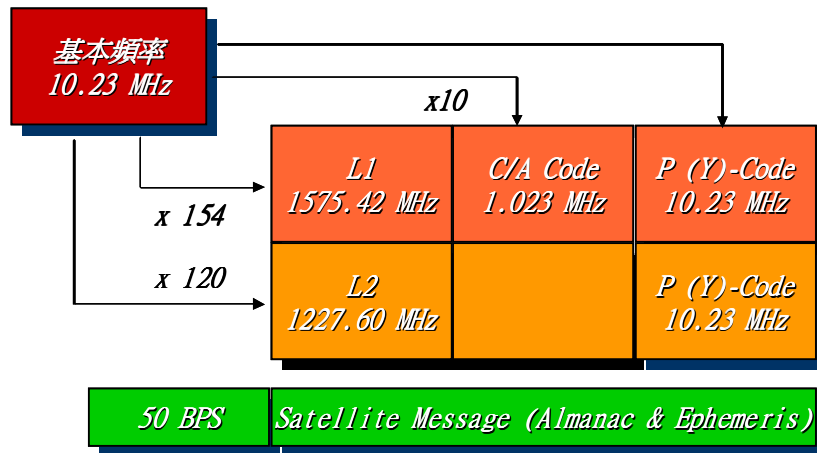 基本頻率
10.23 MHz
x10
L1
1575.42 MHz
C/A Code
1.023 MHz
P (Y)-Code
10.23 MHz
x 154
x 120
L2
1227.60 MHz
P (Y)-Code
10.23 MHz
50 BPS
Satellite Message (Almanac & Ephemeris)